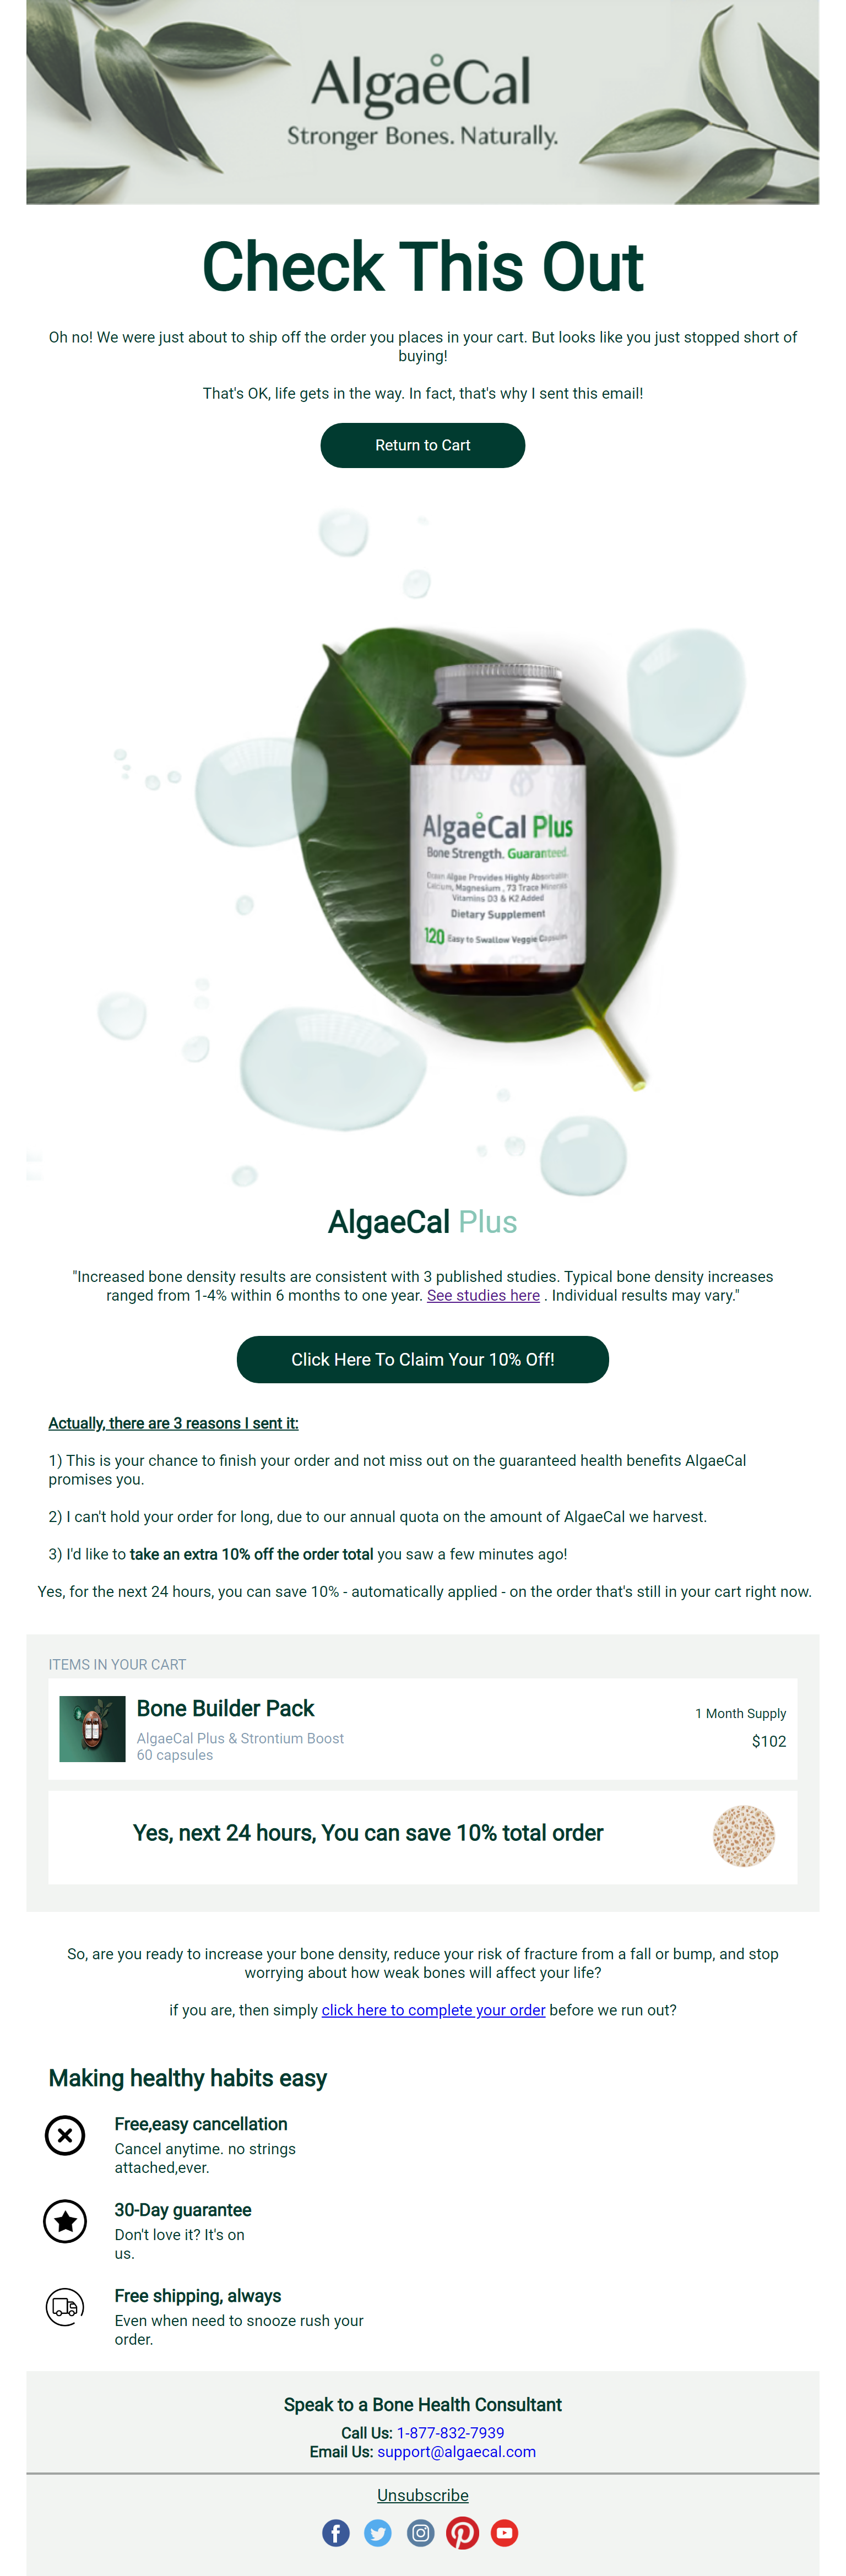 AlgaeCal
Stronger Bones. Naturally.
Check This Out
Oh no! We were just about to ship off the order you places in your cart. But looks like you just stopped short of
buying!
That's OK, life gets in the way. In fact, that's why I sent this email!
Return to Cart
AlgaeCal Plus
Bone Strength. Guaranteed.
Ocean Algae Provides Highly Absorbable
Calcium, Magnesium, 73 Trace Minerals
Vitamins D3 & K2 Added
Dietary Supplement
120 Easy to Swallow Veggie Capsules
AlgaeCal Plus
"Increased bone density results are consistent with 3 published studies. Typical bone density increases
ranged from 1-4% within 6 months to one year. See studies here . Individual results may vary."
Click Here To Claim Your 10% Off!
Actually, there are 3 reasons I sent it:
1) This is your chance to finish your order and not miss out on the guaranteed health benefits AlgaeCal
promises you.
2) I can't hold your order for long, due to our annual quota on the amount of AlgaeCal we harvest.
3) I'd like to take an extra 10% off the order total you saw a few minutes ago!
Yes, for the next 24 hours, you can save 10% - automatically applied - on the order that's still in your cart right now.
ITEMS IN YOUR CART
Bone Builder Pack
1 Month Supply
AlgaeCal Plus & Strontium Boost
$102
60 capsules
Yes, next 24 hours, You can save 10% total order
So, are you ready to increase your bone density, reduce your risk of fracture from a fall or bump, and stop
worrying about how weak bones will affect your life?
if you are, then simply click here to complete your order before we run out?
Making healthy habits easy
Free,easy cancellation
Cancel anytime. no strings
attached,ever.
30-Day guarantee
Don't love it? It's on
us.
Free shipping, always
Even when need to snooze rush your
order.
Speak to a Bone Health Consultant
Call Us: 1-877-832-7939
Email Us: support@algaecal.com
Unsubscribe